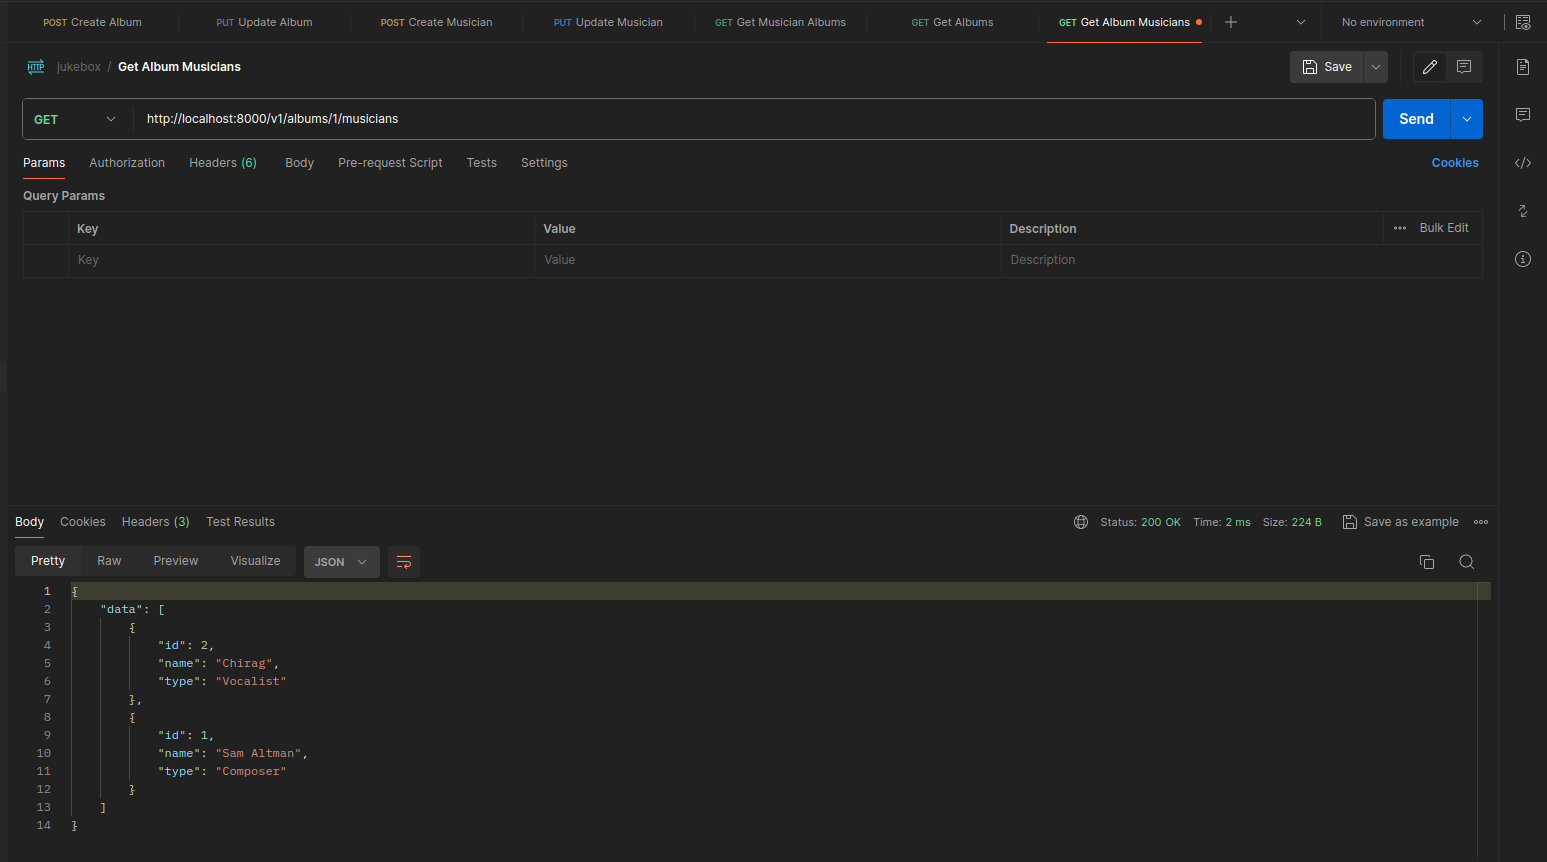 POST Create Album PUT Update Album POST Create Musician PUT Update Musician GET Get Musician Albums GET Get Albums GET Get Album Musicians No environment
HTTP jukebox / Get Album Musicians Save
GET http://localhost:8000/v1/albums/1/musicians Send
Params Authorization Headers (6) Body Pre-request Script Tests Settings Cookies
Query Params
Key Value Description Bulk Edit
Key Value Description
Body Cookies Headers (3) Test Results Status: 200 OK Time: 2 ms Size: 224 B Save as example
Pretty Raw Preview Visualize JSON
1 {
2 "data": [
3 {
4 "id": 2,
5 "name": "Chirag",
6 "type": "Vocalist"
7 },
8 {
9 "id": 1,
10 "name": "Sam Altman",
11 "type": "Composer"
12 }
13 ]
14 }